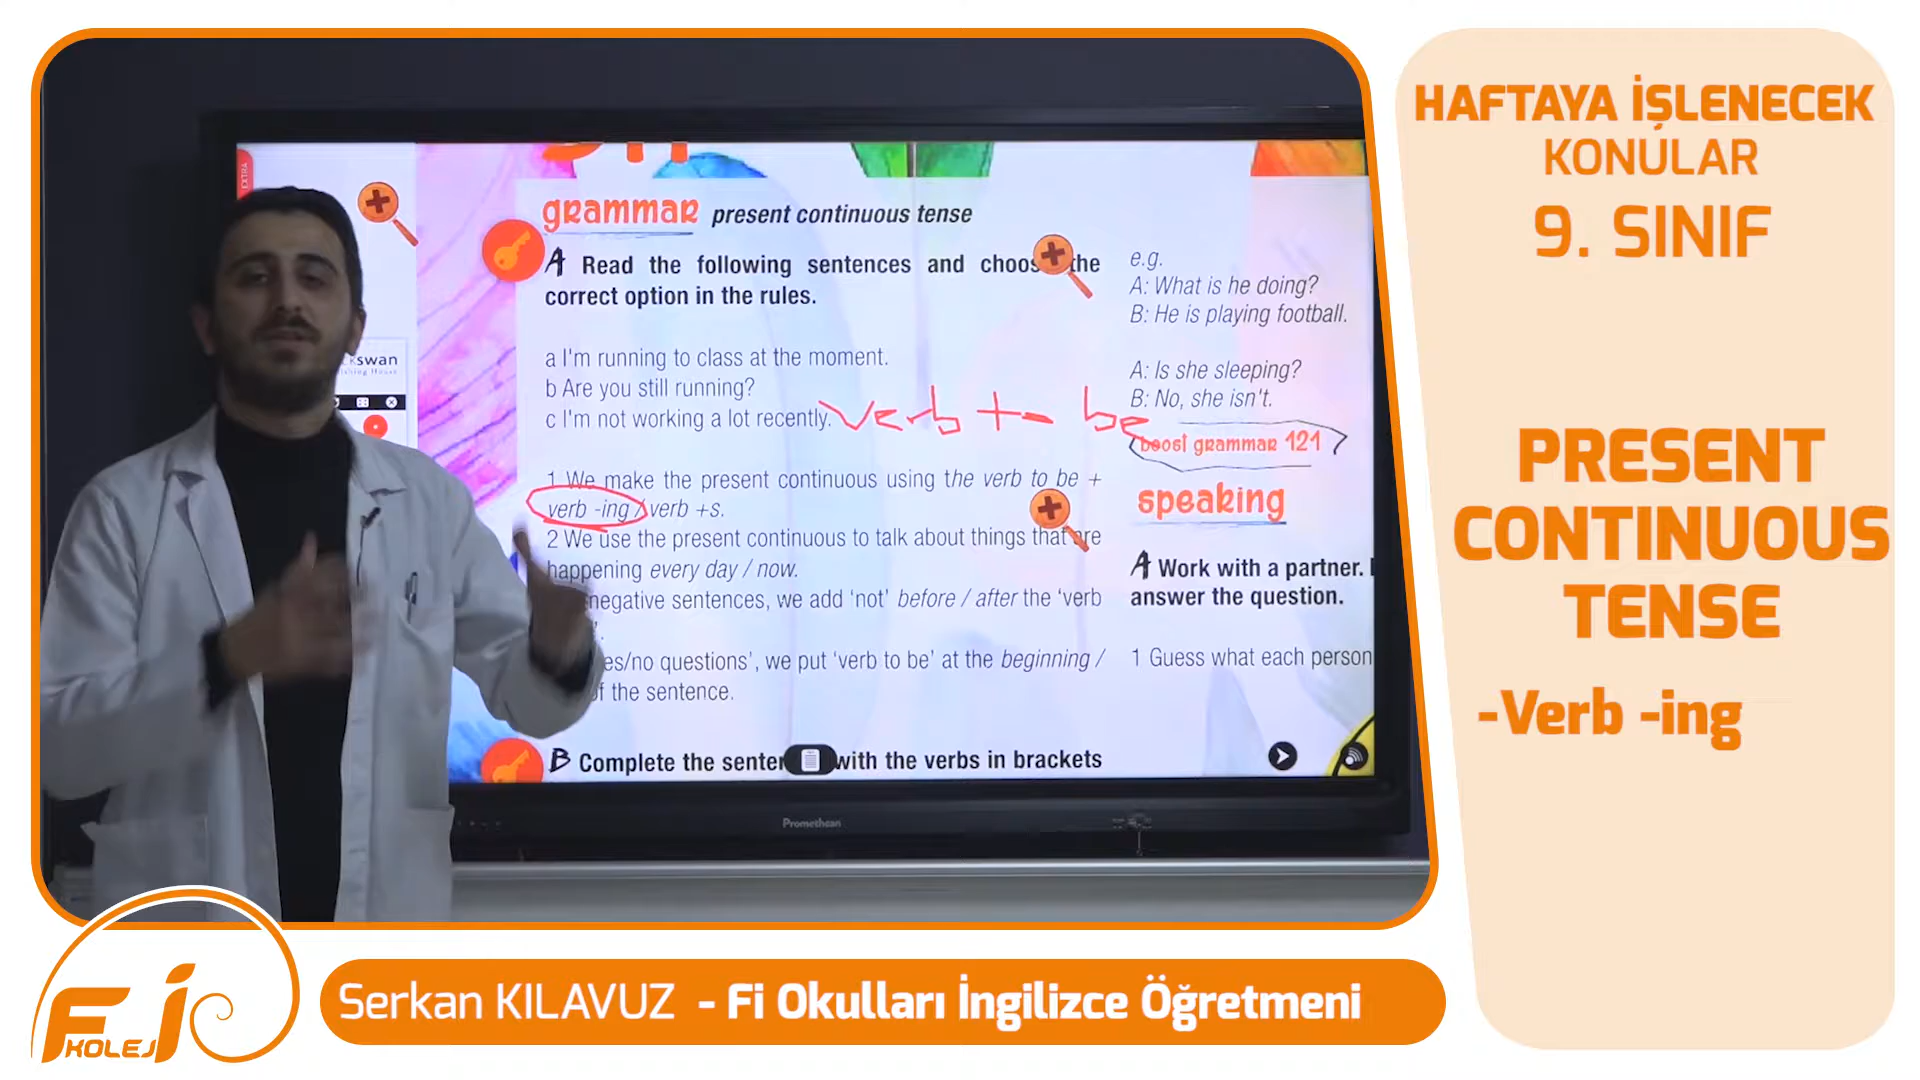 HAFTAYA İŞLENECEK
KONULAR
9. SINIF
PRESENT
CONTINUOUS
TENSE
-Verb -ing
EXTRA
grammar present continuous tense
A Read the following sentences and choose the
correct option in the rules.
a I'm running to class at the moment.
b Are you still running?
c I'm not working a lot recently.
verb to be
1 We make the present continuous using the verb to be +
verb -ing / verb +s.
2 We use the present continuous to talk about things that are
happening every day / now.
negative sentences, we add 'not' before / after the 'verb
'.
es/no questions', we put 'verb to be' at the beginning /
of the sentence.
B Complete the senten with the verbs in brackets
e.g.
A: What is he doing?
B: He is playing football.
A: Is she sleeping?
B: No, she isn't.
boost grammar 121
speaking
A Work with a partner.
answer the question.
1 Guess what each person
ckswan
ishing House
Promethean
Fi KOLEJ
Serkan KILAVUZ - Fi Okulları İngilizce Öğretmeni